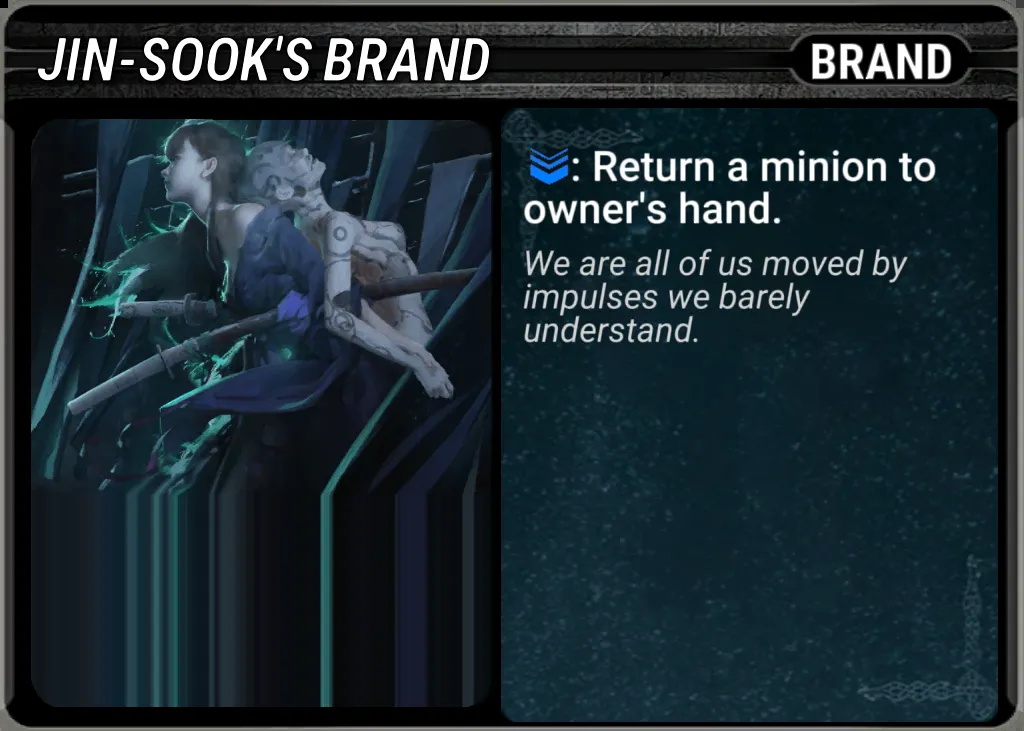 JIN-SOOK'S BRAND
BRAND
: Return a minion to
owner's hand.
We are all of us moved by
impulses we barely
understand.